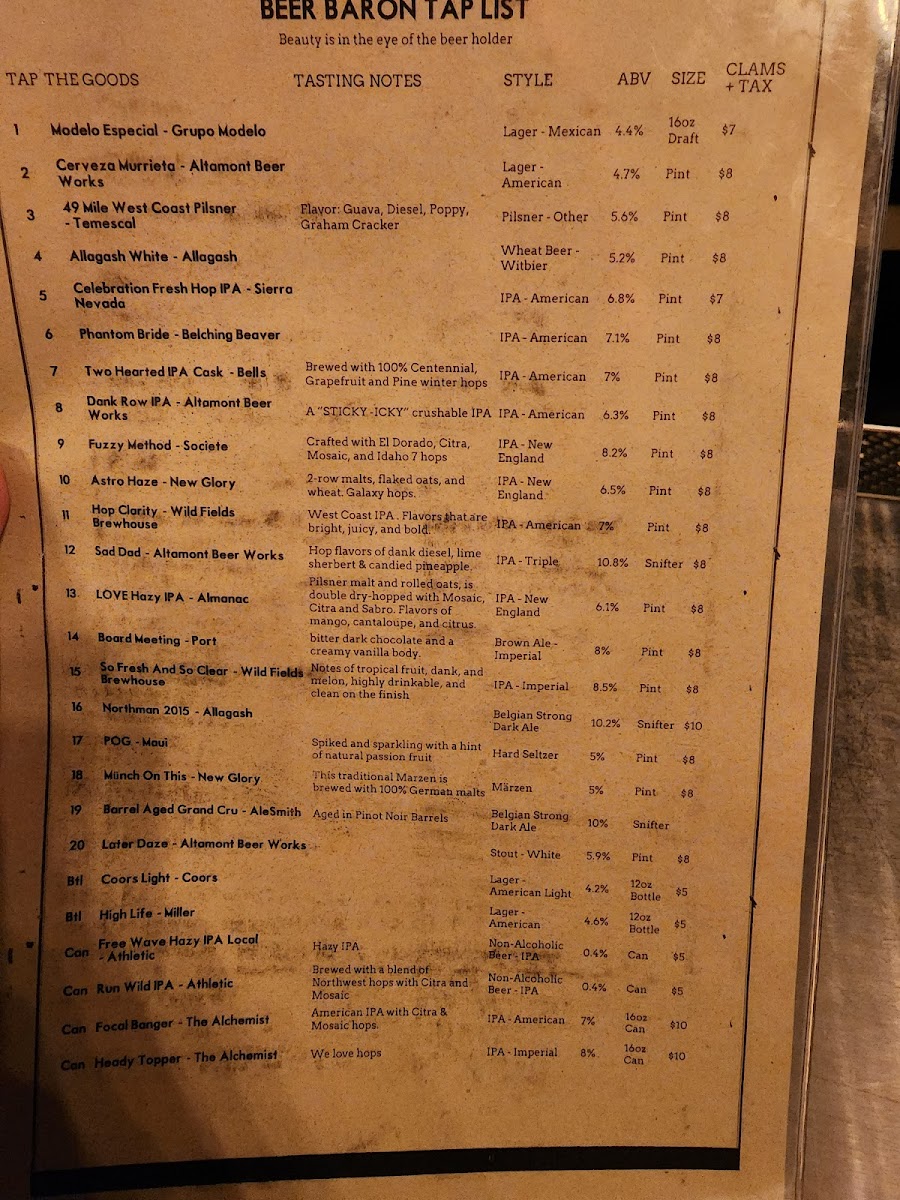 BEER BARON TAP LIST
Beauty is in the eye of the beer holder
TAP THE GOODS TASTING NOTES STYLE ABV SIZE CLAMS + TAX
1 Modelo Especial - Grupo Modelo Lager - Mexican 4.4% 16oz Draft $7
2 Cerveza Murrieta - Altamont Beer Works Lager - American 4.7% Pint $8
3 49 Mile West Coast Pilsner - Temescal Flavor: Guava, Diesel, Poppy, Graham Cracker Pilsner - Other 5.6% Pint $8
4 Allagash White - Allagash Wheat Beer - Witbier 5.2% Pint $8
5 Celebration Fresh Hop IPA - Sierra Nevada IPA - American 6.8% Pint $7
6 Phantom Bride - Belching Beaver IPA - American 7.1% Pint $8
7 Two Hearted IPA Cask - Bells Brewed with 100% Centennial, Grapefruit and Pine winter hops IPA - American 7% Pint $8
8 Dank Row IPA - Altamont Beer Works A "STICKY-ICKY" crushable IPA IPA - American 6.3% Pint $8
9 Fuzzy Method - Societe Crafted with El Dorado, Citra, Mosaic, and Idaho 7 hops IPA - New England 8.2% Pint $8
10 Astro Haze - New Glory 2-row malts, flaked oats, and wheat. Galaxy hops. IPA - New England 6.5% Pint $8
11 Hop Clarity - Wild Fields Brewhouse West Coast IPA. Flavors that are bright, juicy, and bold. IPA - American 7% Pint $8
12 Sad Dad - Altamont Beer Works Hop flavors of dank diesel, lime sherbert & candied pineapple. IPA - Triple 10.8% Snifter $8
13 LOVE Hazy IPA - Almanac Pilsner malt and rolled oats, is double dry-hopped with Mosaic, Citra and Sabro. Flavors of mango, cantaloupe, and citrus. IPA - New England 6.1% Pint $8
14 Board Meeting - Port bitter dark chocolate and a creamy vanilla body. Brown Ale - Imperial 8% Pint $8
15 So Fresh And So Clear - Wild Fields Brewhouse Notes of tropical fruit, dank, and melon, highly drinkable, and clean on the finish IPA - Imperial 8.5% Pint $8
16 Northman 2015 - Allagash Belgian Strong Dark Ale 10.2% Snifter $10
17 POG - Maui Spiked and sparkling with a hint of natural passion fruit Hard Seltzer 5% Pint $8
18 Münch On This - New Glory This traditional Marzen is brewed with 100% German malts Märzen 5% Pint $8
19 Barrel Aged Grand Cru - AleSmith Aged in Pinot Noir Barrels Belgian Strong Dark Ale 10% Snifter
20 Later Daze - Altamont Beer Works Stout - White 5.9% Pint $8
Btl Coors Light - Coors Lager - American Light 4.2% 12oz Bottle $5
Btl High Life - Miller Lager - American 4.6% 12oz Bottle $5
Can Free Wave Hazy IPA Local - Athletic Hazy IPA Non-Alcoholic Beer - IPA 0.4% Can $5
Can Run Wild IPA - Athletic Brewed with a blend of Northwest hops with Citra and Mosaic Non-Alcoholic Beer - IPA 0.4% Can $5
Can Focal Banger - The Alchemist American IPA with Citra & Mosaic hops. IPA - American 7% 16oz Can $10
Can Heady Topper - The Alchemist We love hops IPA - Imperial 8% 16oz Can $10